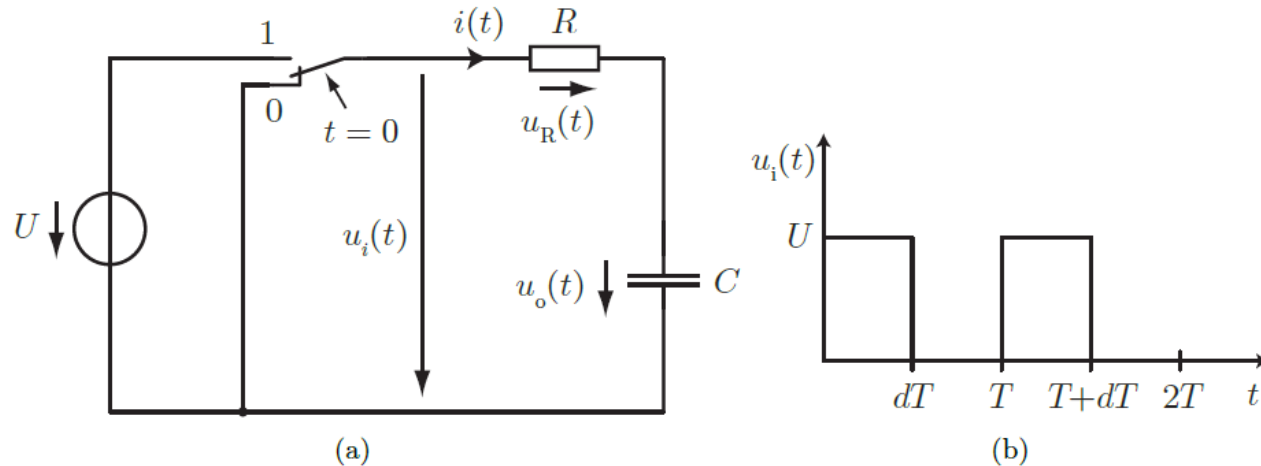 1
i(t)
R
0
t = 0
u_R(t)
U
u_i(t)
u_o(t)
C
(a)
u_i(t)
U
dT
T
T+dT
2T
t
(b)